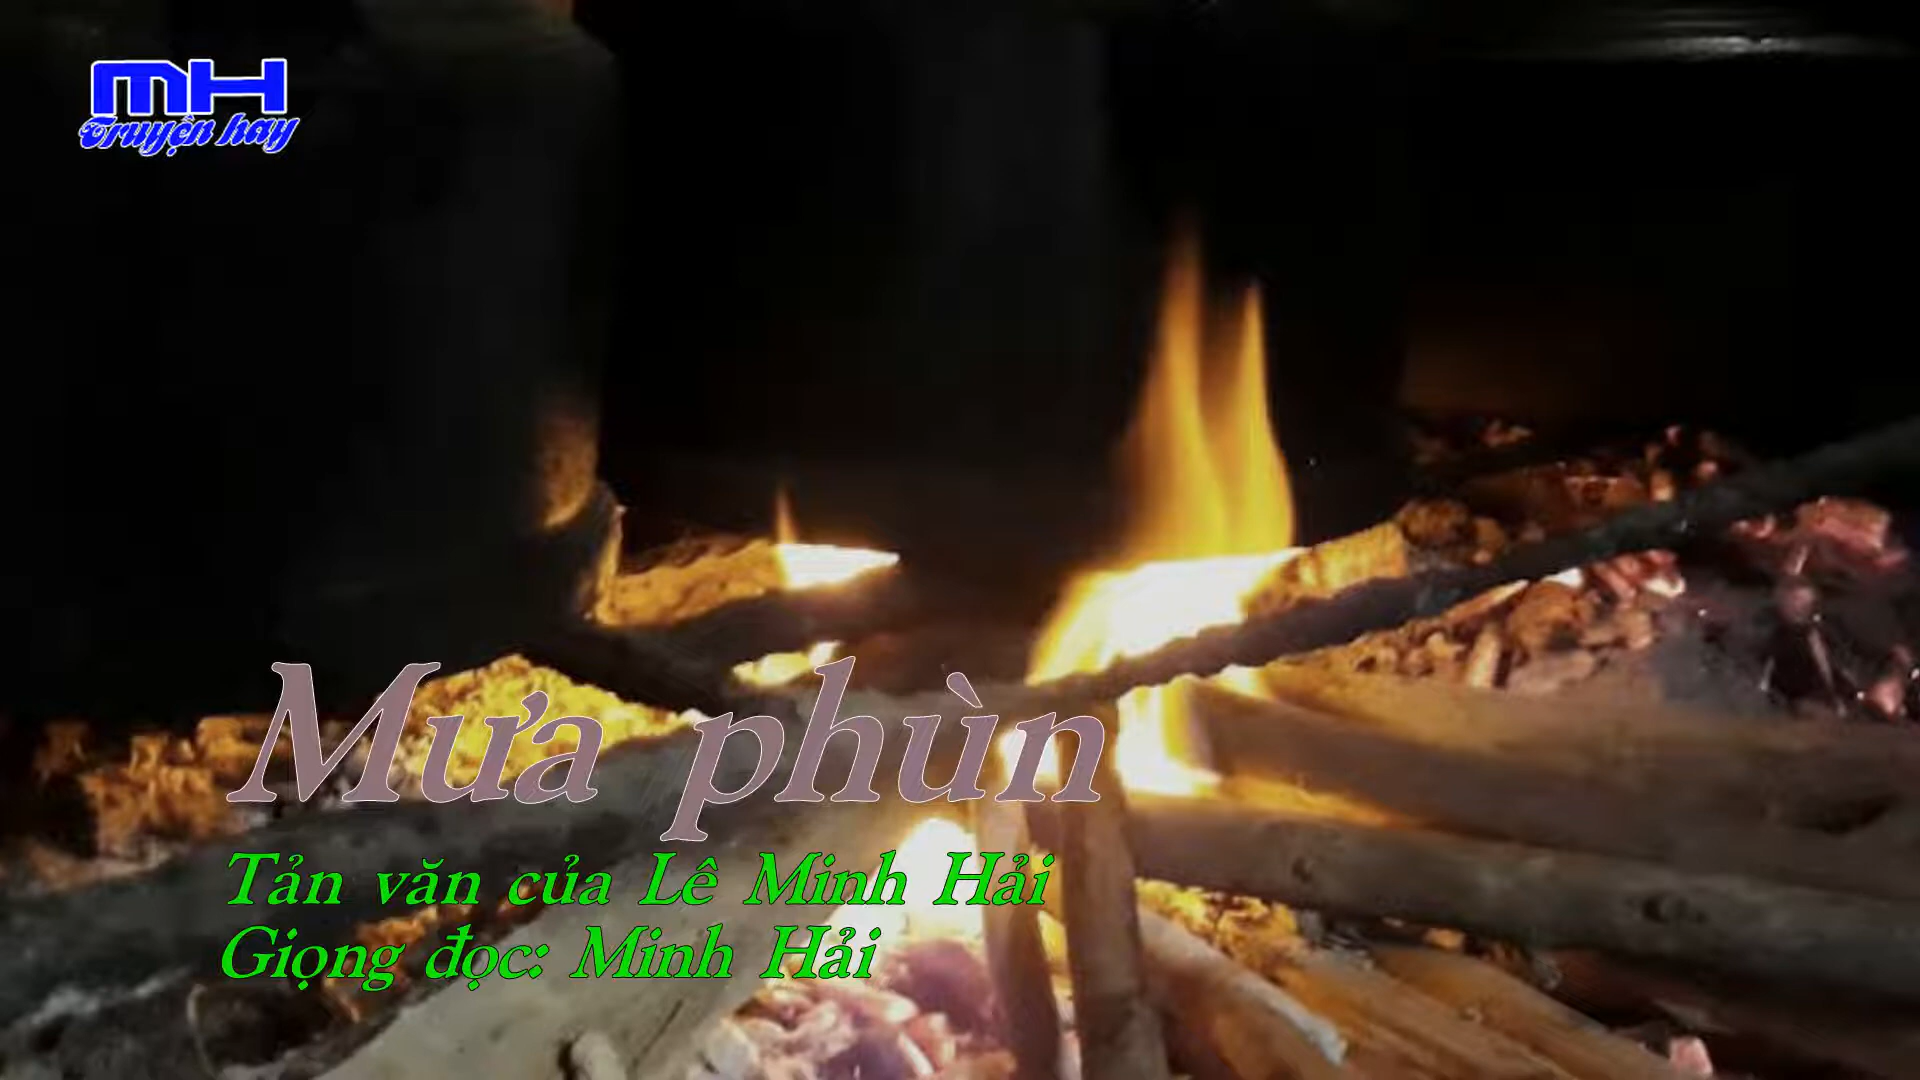 MH
Truyện hay
Mưa phùn
Tản văn của Lê Minh Hải
Giọng đọc: Minh Hải